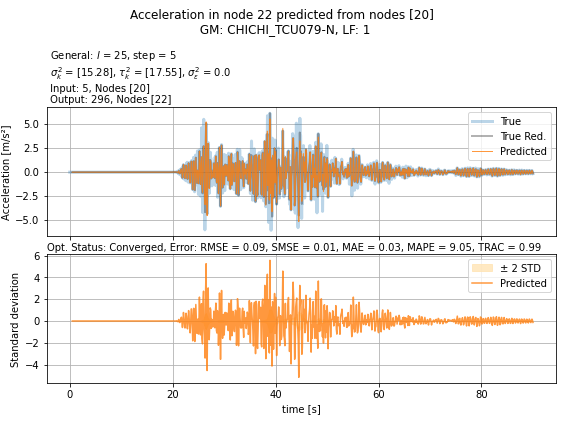 Acceleration in node 22 predicted from nodes [20]
GM: CHICHI_TCU079-N, LF: 1
General: l = 25, step = 5
σ²ₖ = [15.28], τ²ₖ = [17.55], σ²ε = 0.0
Input: 5, Nodes [20]
Output: 296, Nodes [22]
Acceleration [m/s²]
5.0
2.5
0.0
−2.5
−5.0
True
True Red.
Predicted
Opt. Status: Converged, Error: RMSE = 0.09, SMSE = 0.01, MAE = 0.03, MAPE = 9.05, TRAC = 0.99
Standard deviation
6
4
2
0
−2
−4
± 2 STD
Predicted
0
20
40
60
80
time [s]